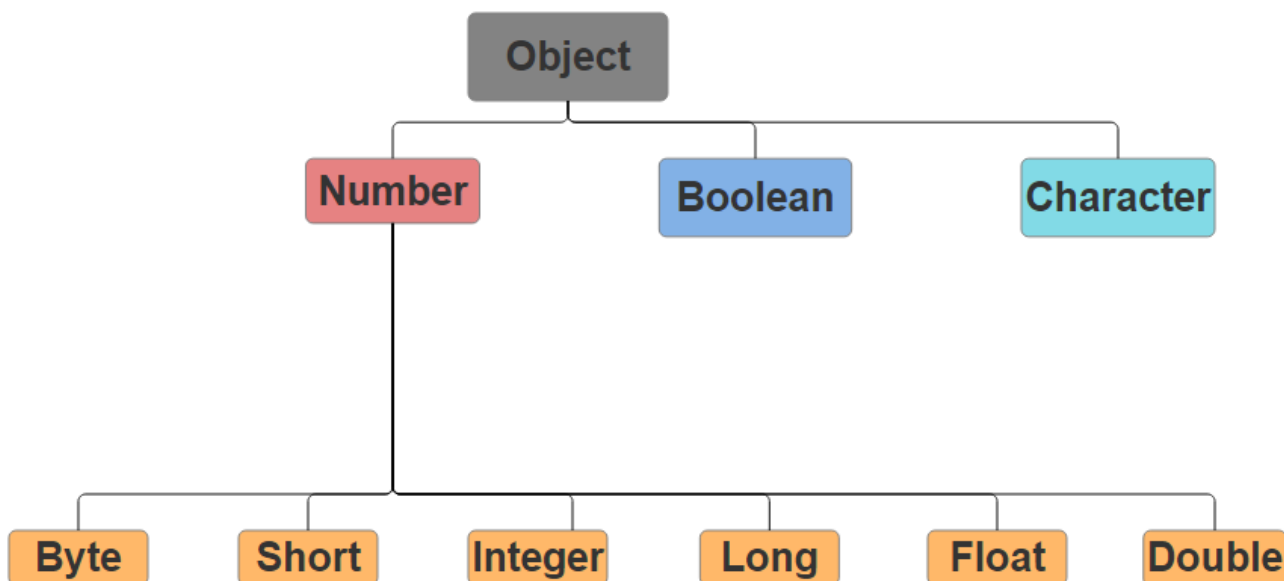 Object
Number
Boolean
Character
Byte
Short
Integer
Long
Float
Double